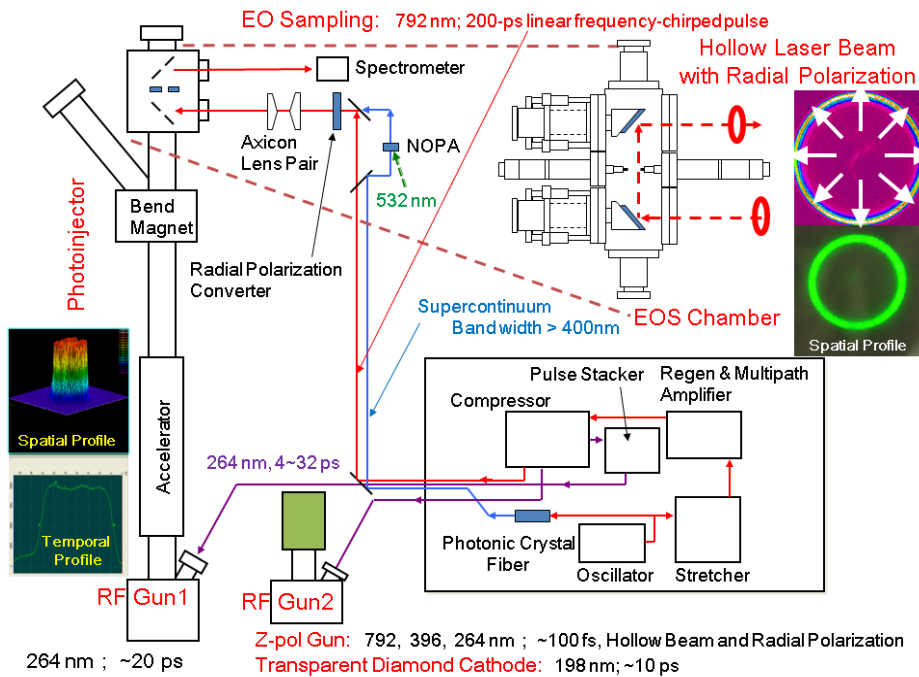 EO Sampling: 792 nm; 200-ps linear frequency-chirped pulse
Spectrometer
Hollow Laser Beam
with Radial Polarization
Axicon
Lens Pair
NOPA
532 nm
Photoinjector
Bend
Magnet
Radial Polarization
Converter
Supercontinuum
Band width > 400nm
EOS Chamber
Spatial Profile
Spatial Profile
Temporal
Profile
Accelerator
264 nm, 4~32 ps
Pulse Stacker
Compressor
Regen & Multipath
Amplifier
Photonic Crystal
Fiber
Oscillator
Stretcher
RF Gun1
RF Gun2
264 nm ; ~20 ps
Z-pol Gun: 792, 396, 264 nm ; ~100 fs, Hollow Beam and Radial Polarization
Transparent Diamond Cathode: 198 nm; ~10 ps